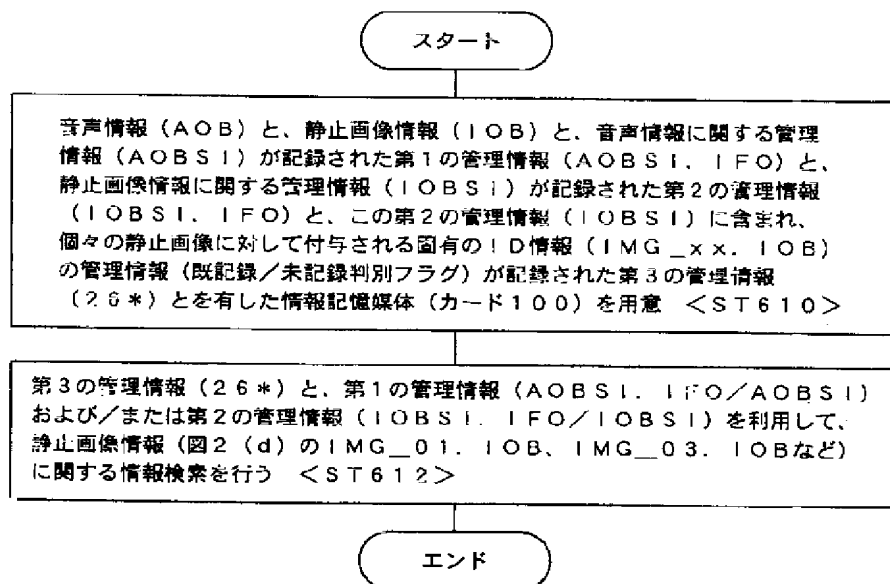 スタート
音声情報（AOB）と、静止画像情報（IOB）と、音声情報に関する管理
情報（AOBSI）が記録された第1の管理情報（AOBSI．IFO）と、
静止画像情報に関する管理情報（IOBSI）が記録された第2の管理情報
（IOBSI．IFO）と、この第2の管理情報（IOBSI）に含まれ、
個々の静止画像に対して付与される固有のID情報（IMG_xx．IOB）
の管理情報（既記録／未記録判別フラグ）が記録された第3の管理情報
（26*）とを有した情報記憶媒体（カード100）を用意　＜ST610＞
第3の管理情報（26*）と、第1の管理情報（AOBSI．IFO／AOBSI）
および／または第2の管理情報（IOBSI．IFO／IOBSI）を利用して、
静止画像情報（図2（d）のIMG_01．IOB、IMG_03．IOBなど）
に関する情報検索を行う　＜ST612＞
エンド